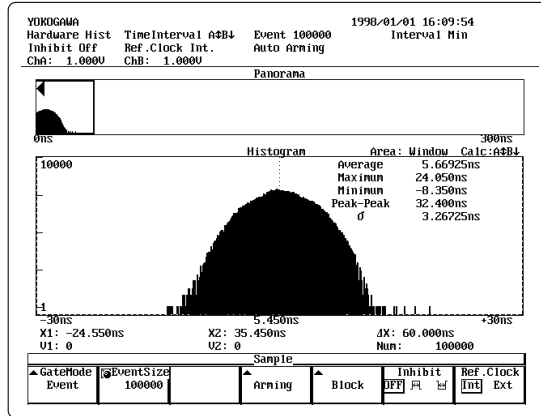 YOKOGAWA 1998/01/01 16:09:54
Hardware Hist TimeInterval A⇕B↓ Event 100000 Interval Min
Inhibit Off Ref.Clock Int. Auto Arming
ChA: 1.000V ChB: 1.000V
Panorama
0ns 300ns
Histogram Area: Window Calc:A⇕B↓
10000
Average 5.66925ns
Maximum 24.050ns
Minimum -8.350ns
Peak-Peak 32.400ns
σ 3.26725ns
1
-30ns 5.450ns +30ns
X1: -24.550ns X2: 35.450ns ΔX: 60.000ns
V1: 0 V2: 0 Num: 100000
Sample
GateMode EventSize Inhibit Ref.Clock
Event 100000 Arming Block OFF Int Ext